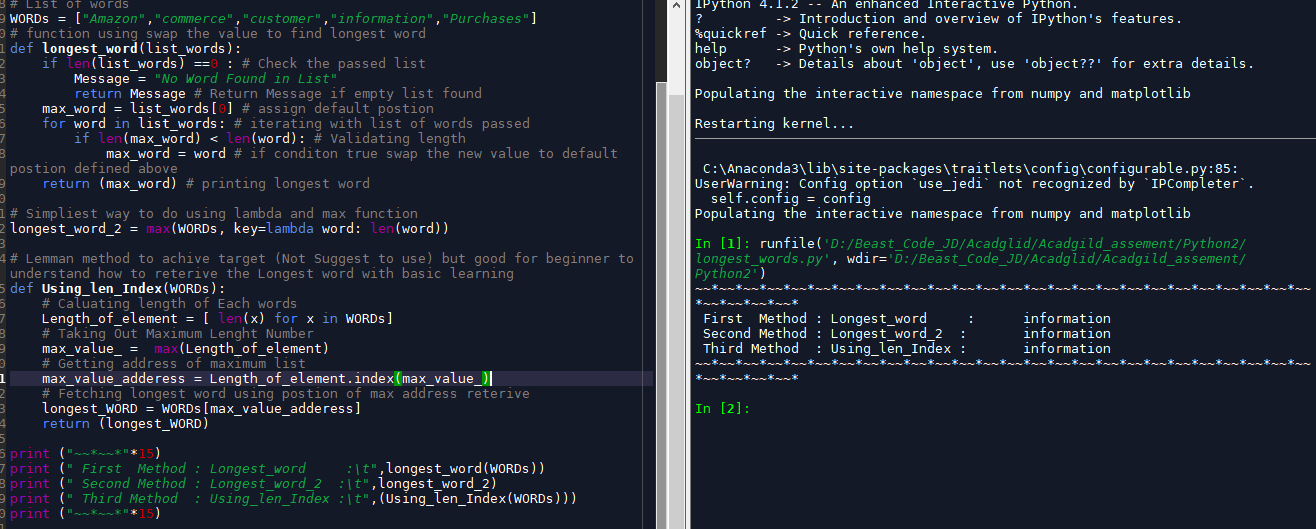 # List of words
WORDs = ["Amazon","commerce","customer","information","Purchases"]
# function using swap the value to find longest word
def longest_word(list_words):
    if len(list_words) ==0 : # Check the passed list
        Message = "No Word Found in List"
        return Message # Return Message if empty list found
    max_word = list_words[0] # assign default postion
    for word in list_words: # iterating with list of words passed
        if len(max_word) < len(word): # Validating length
            max_word = word # if conditon true swap the new value to default
postion defined above
    return (max_word) # printing longest word
# Simpliest way to do using lambda and max function
longest_word_2 = max(WORDs, key=lambda word: len(word))
# Lemman method to achive target (Not Suggest to use) but good for beginner to
understand how to reterive the Longest word with basic learning
def Using_len_Index(WORDs):
    # Caluating length of Each words
    Length_of_element = [ len(x) for x in WORDs]
    # Taking Out Maximum Lenght Number
    max_value_ =  max(Length_of_element)
    # Getting address of maximum list
    max_value_adderess = Length_of_element.index(max_value_)
    # Fetching longest word using postion of max address reterive
    longest_WORD = WORDs[max_value_adderess]
    return (longest_WORD)
print ("~~*~~*"*15)
print (" First  Method : Longest_word     :\t",longest_word(WORDs))
print (" Second Method : Longest_word_2  :\t",longest_word_2)
print (" Third Method  : Using_len_Index :\t",(Using_len_Index(WORDs)))
print ("~~*~~*"*15)
IPython 4.1.2 -- An enhanced Interactive Python.
?         -> Introduction and overview of IPython's features.
%quickref -> Quick reference.
help      -> Python's own help system.
object?   -> Details about 'object', use 'object??' for extra details.
Populating the interactive namespace from numpy and matplotlib
Restarting kernel...
C:\Anaconda3\lib\site-packages\traitlets\config\configurable.py:85:
UserWarning: Config option `use_jedi` not recognized by `IPCompleter`.
  self.config = config
Populating the interactive namespace from numpy and matplotlib
In [1]: runfile('D:/Beast_Code_JD/Acadglid/Acadgild_assement/Python2/
longest_words.py', wdir='D:/Beast_Code_JD/Acadglid/Acadgild_assement/
Python2')
~~*~~*~~*~~*~~*~~*~~*~~*~~*~~*~~*~~*~~*~~*~~*~~*~~*~~*~~*~~*~~*~~*~~*~~*~~*~~
*~~*~~*~~*~~*
 First  Method : Longest_word     :      information
 Second Method : Longest_word_2  :       information
 Third Method  : Using_len_Index :       information
~~*~~*~~*~~*~~*~~*~~*~~*~~*~~*~~*~~*~~*~~*~~*~~*~~*~~*~~*~~*~~*~~*~~*~~*~~*~~
*~~*~~*~~*~~*
In [2]: